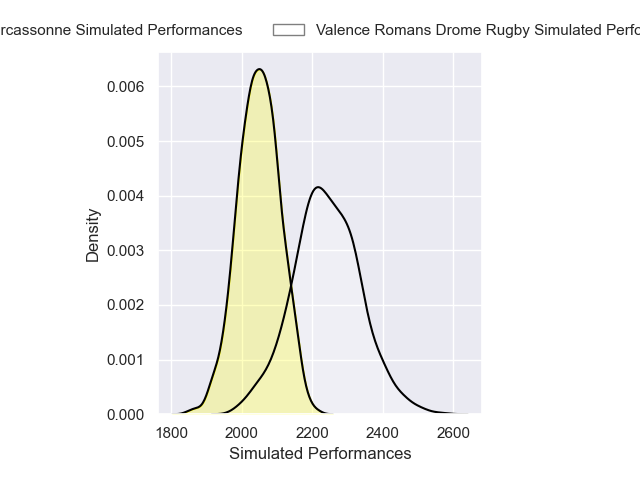 rcassonne Simulated Performances
Valence Romans Drome Rugby Simulated Perfo
0.006
0.005
0.004
0.003
0.002
0.001
0.000
Density
1800 2000 2200 2400 2600
Simulated Performances